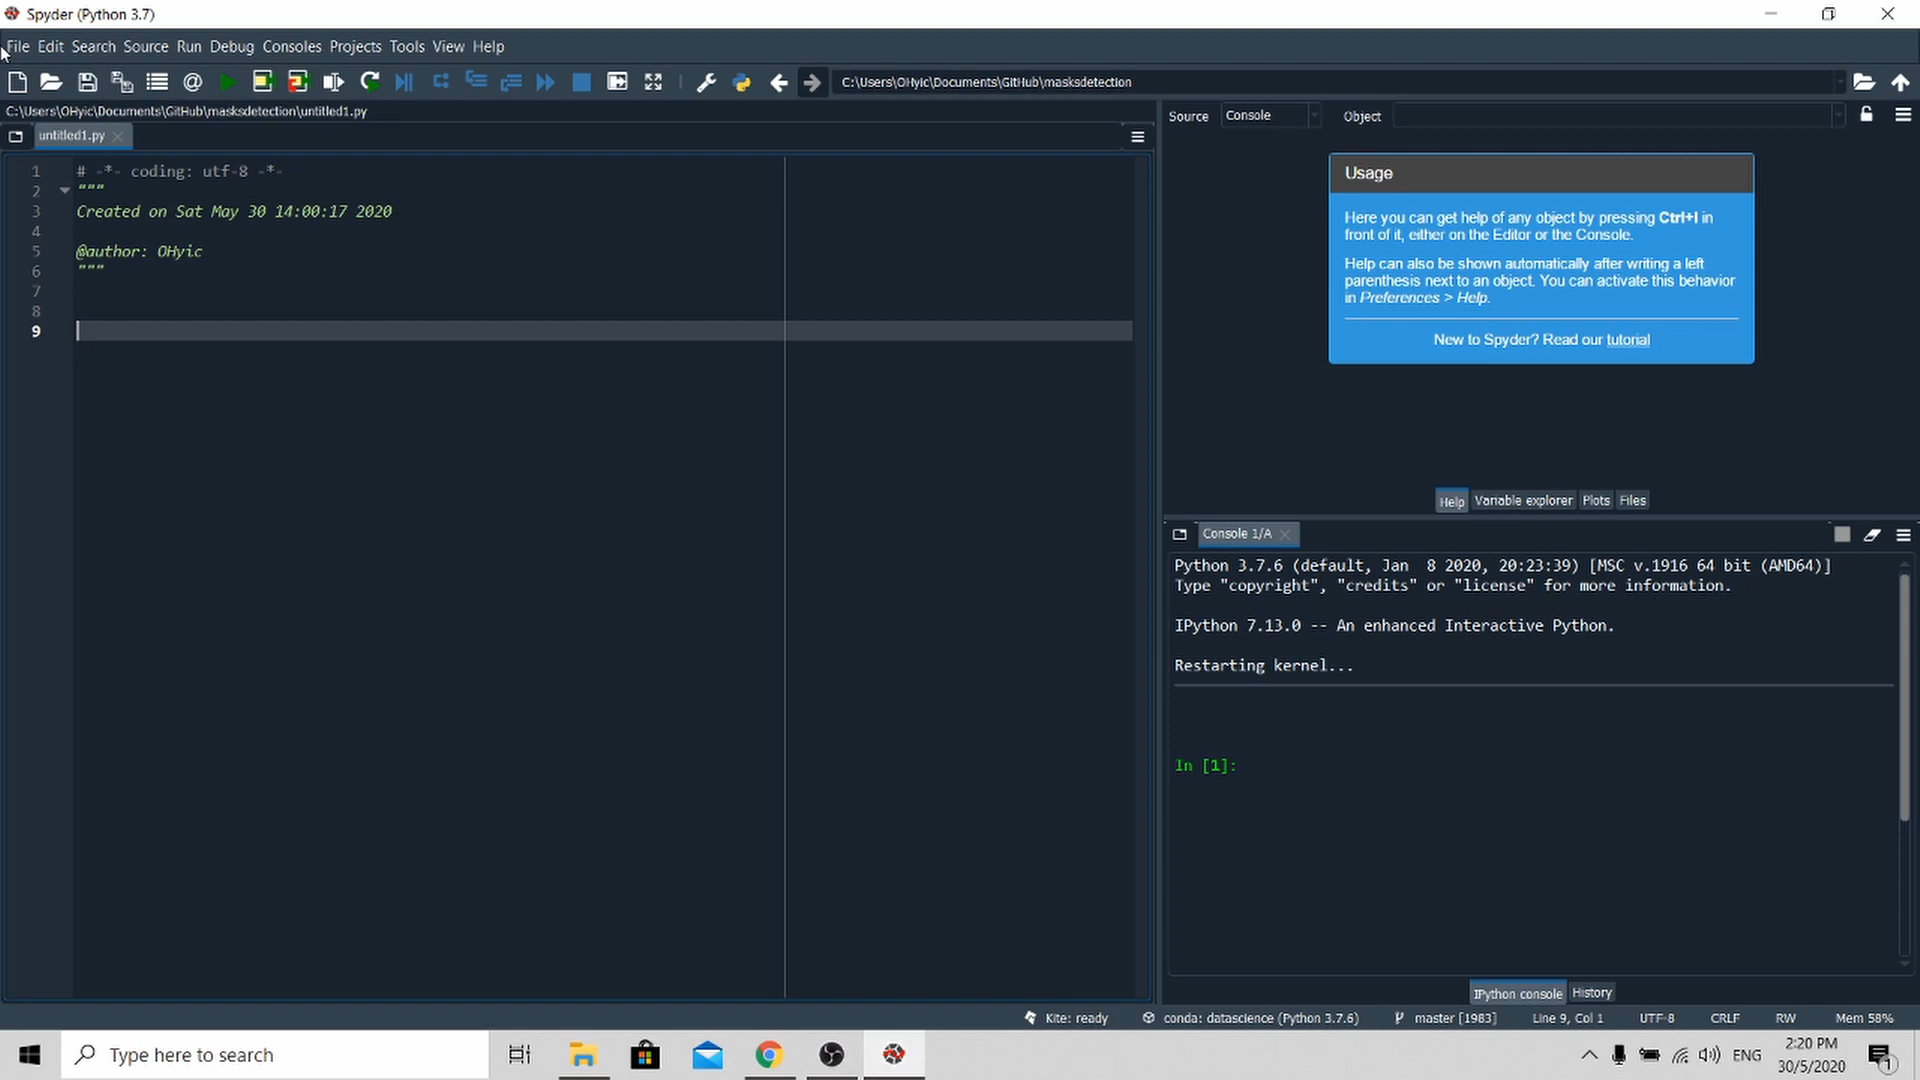 Spyder (Python 3.7)
File Edit Search Source Run Debug Consoles Projects Tools View Help
C:\Users\OHyic\Documents\GitHub\masksdetection
C:\Users\OHyic\Documents\GitHub\masksdetection\untitled1.py
untitled1.py
1 # -*- coding: utf-8 -*-
2 """
3 Created on Sat May 30 14:00:17 2020
4
5 @author: OHyic
6 """
7
8
9
Source Console Object
Usage
Here you can get help of any object by pressing Ctrl+I in
front of it, either on the Editor or the Console.
Help can also be shown automatically after writing a left
parenthesis next to an object. You can activate this behavior
in Preferences > Help.
New to Spyder? Read our tutorial
Help Variable explorer Plots Files
Console 1/A
Python 3.7.6 (default, Jan  8 2020, 20:23:39) [MSC v.1916 64 bit (AMD64)]
Type "copyright", "credits" or "license" for more information.
IPython 7.13.0 -- An enhanced Interactive Python.
Restarting kernel...
In [1]:
IPython console History
Kite: ready conda: datascience (Python 3.7.6) master [1983] Line 9, Col 1 UTF-8 CRLF RW Mem 58%
Type here to search
ENG
2:20 PM
30/5/2020
1